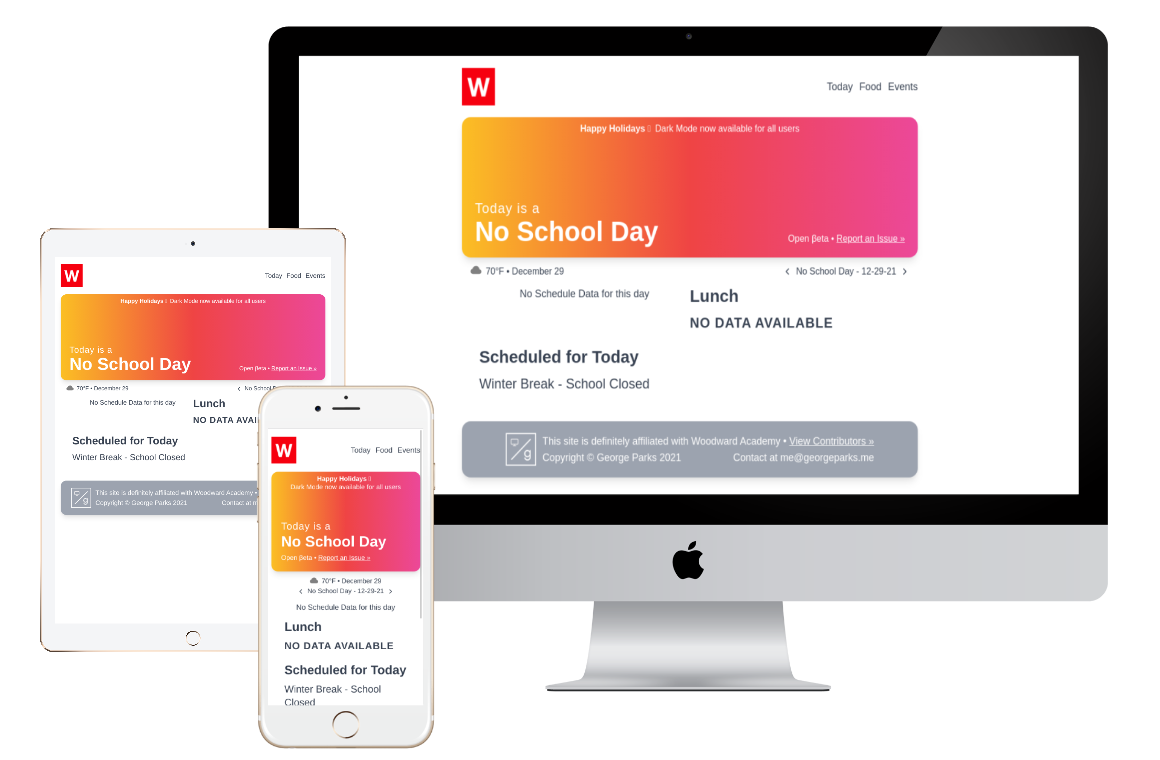 W
Today Food Events
Happy Holidays Dark Mode now available for all users
Today is a
No School Day
Open βeta • Report an Issue »
70°F • December 29
‹ No School Day - 12-29-21 ›
No Schedule Data for this day
Lunch
NO DATA AVAILABLE
Scheduled for Today
Winter Break - School Closed
g
This site is definitely affiliated with Woodward Academy • View Contributors »
Copyright © George Parks 2021
Contact at me@georgeparks.me
W
Today Food Events
Happy Holidays Dark Mode now available for all users
Today is a
No School Day
Open βeta • Report an Issue »
70°F • December 29
‹ No School
No Schedule Data for this day
Lunch
NO DATA AVAI
Scheduled for Today
Winter Break - School Closed
g
This site is definitely affiliated with Woodward Academy •
Copyright © George Parks 2021
Contact at
W
Today Food Events
Happy Holidays
Dark Mode now available for all users
Today is a
No School Day
Open βeta • Report an Issue »
70°F • December 29
‹ No School Day - 12-29-21 ›
No Schedule Data for this day
Lunch
NO DATA AVAILABLE
Scheduled for Today
Winter Break - School
Closed